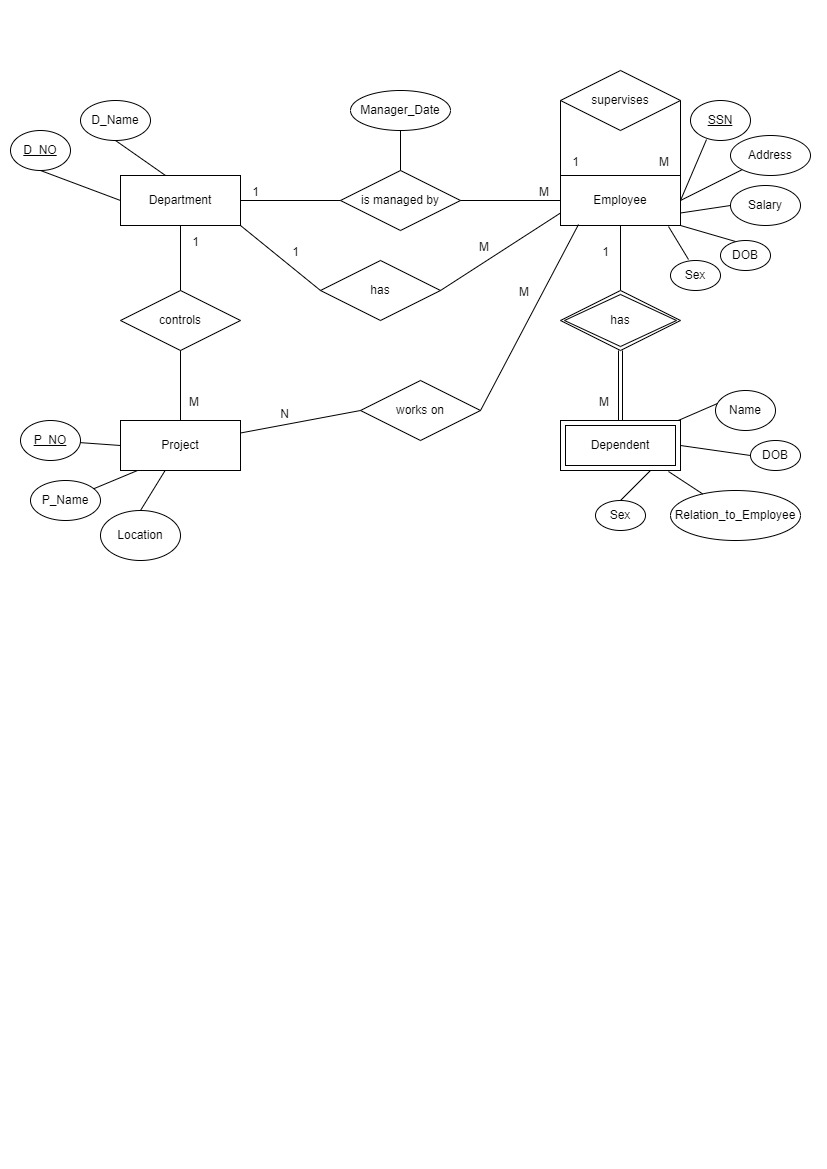 supervises
Manager_Date
D_Name
SSN
D_NO
Address
1
M
Department
1
is managed by
M
Employee
Salary
1
1
M
1
DOB
Sex
has
M
controls
has
M
N
works on
M
Name
P_NO
Project
Dependent
DOB
P_Name
Location
Sex
Relation_to_Employee